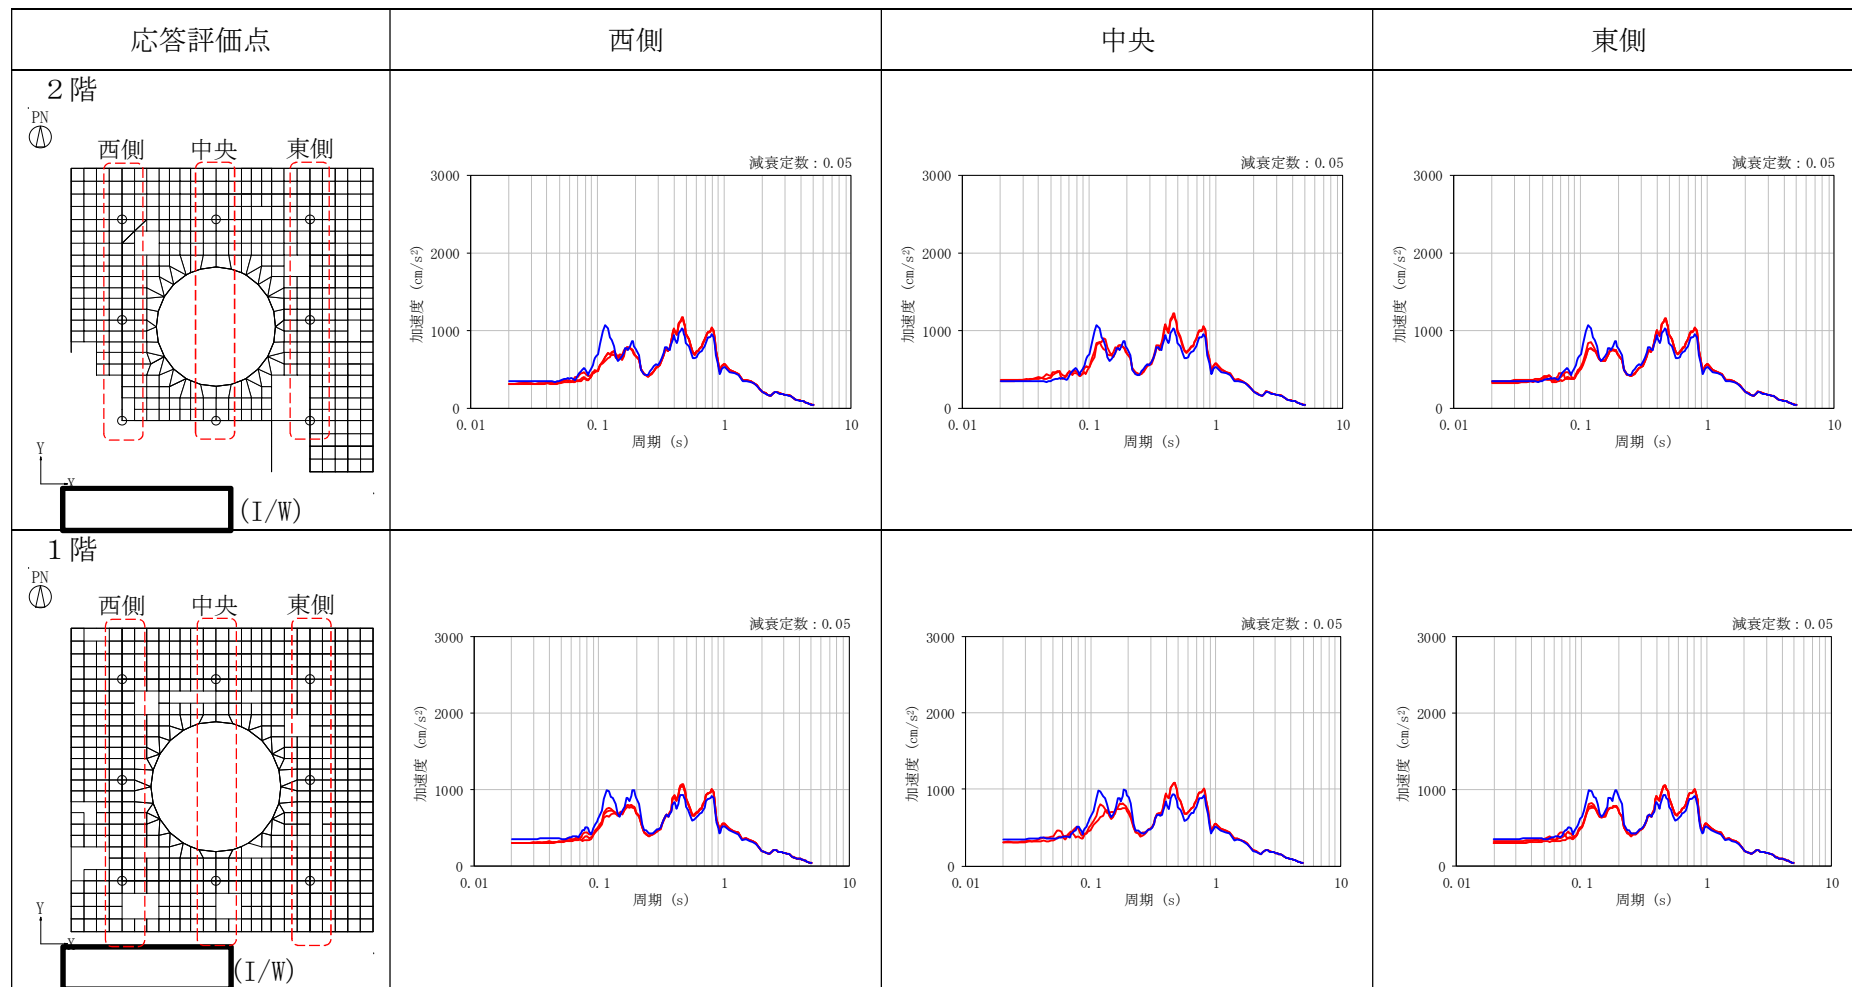 応答評価点
西側
中央
東側
２階
PN
西側 中央 東側
Y
X
(I/W)
減衰定数：0.05
3000
2000
1000
0
加速度 (cm/s²)
0.01 0.1 1 10
周期 (s)
減衰定数：0.05
3000
2000
1000
0
加速度 (cm/s²)
0.01 0.1 1 10
周期 (s)
減衰定数：0.05
3000
2000
1000
0
加速度 (cm/s²)
0.01 0.1 1 10
周期 (s)
１階
PN
西側 中央 東側
Y
X
(I/W)
減衰定数：0.05
3000
2000
1000
0
加速度 (cm/s²)
0.01 0.1 1 10
周期 (s)
減衰定数：0.05
3000
2000
1000
0
加速度 (cm/s²)
0.01 0.1 1 10
周期 (s)
減衰定数：0.05
3000
2000
1000
0
加速度 (cm/s²)
0.01 0.1 1 10
周期 (s)